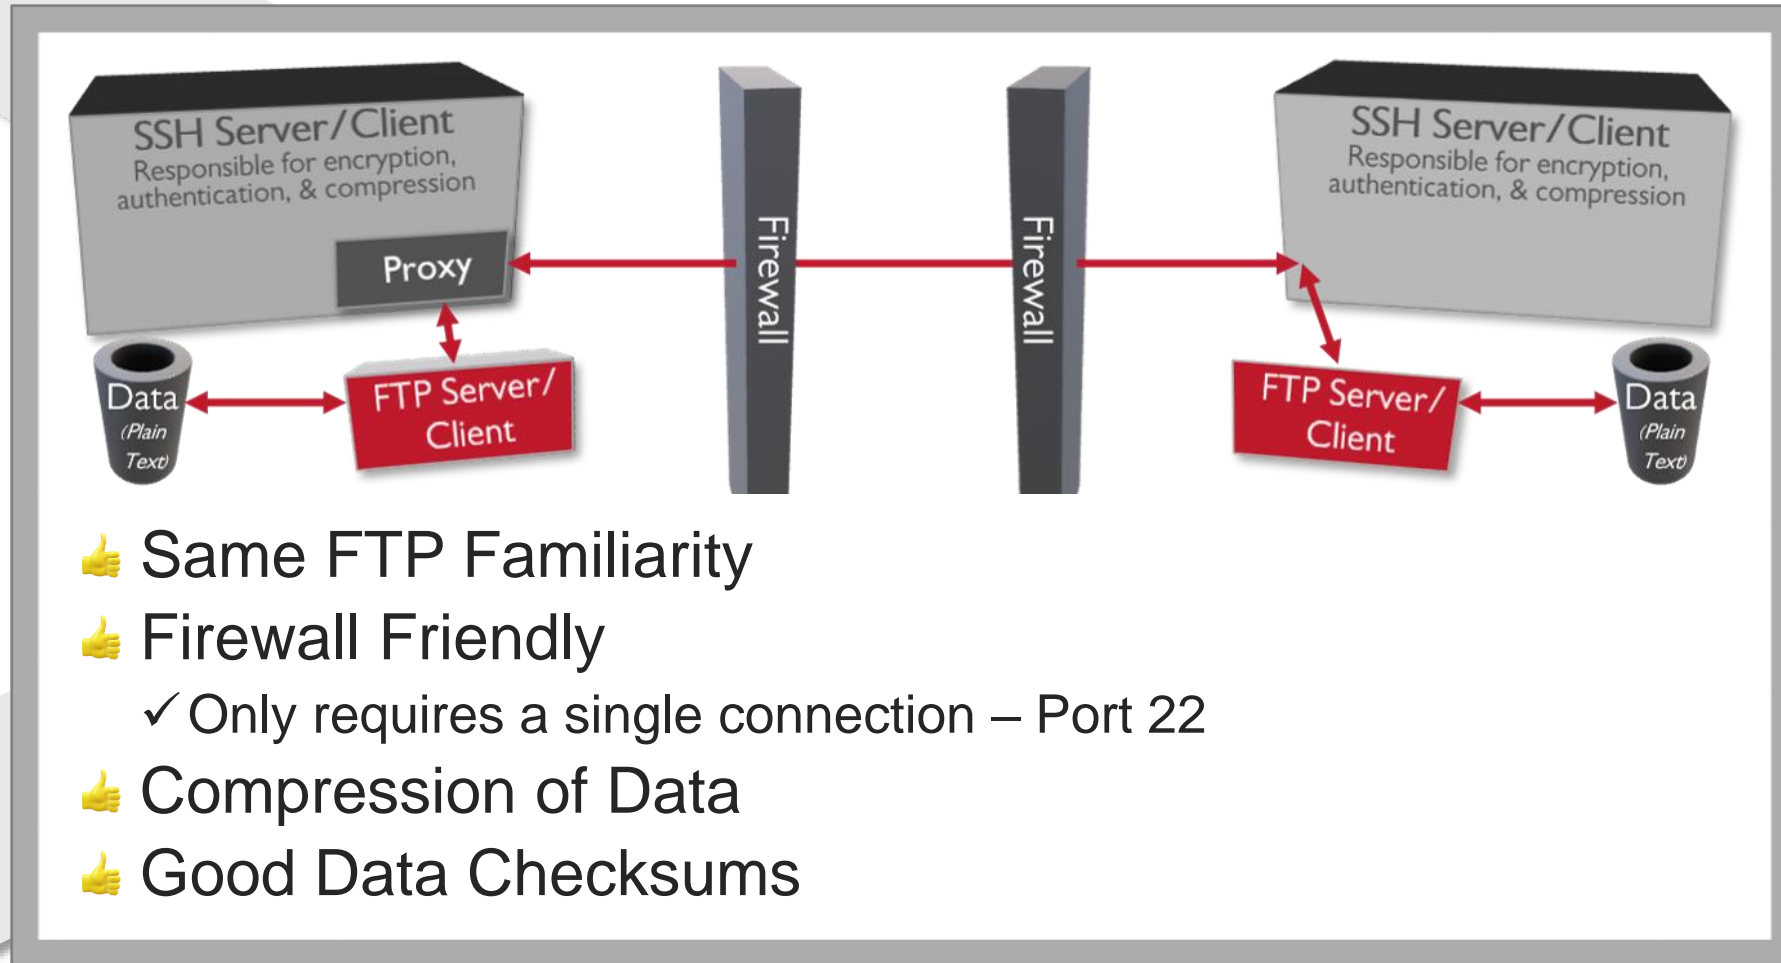 SSH Server/Client
Responsible for encryption,
authentication, & compression
Proxy
Data
(Plain
Text)
FTP Server/
Client
Firewall
Firewall
SSH Server/Client
Responsible for encryption,
authentication, & compression
FTP Server/
Client
Data
(Plain
Text)
Same FTP Familiarity
Firewall Friendly
✓ Only requires a single connection – Port 22
Compression of Data
Good Data Checksums